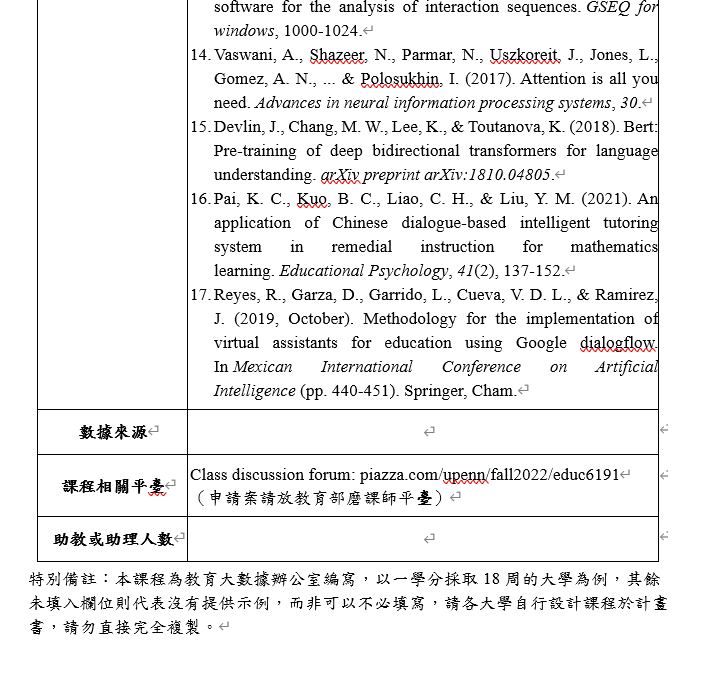 software for the analysis of interaction sequences. GSEQ for
windows, 1000-1024.
14. Vaswani, A., Shazeer, N., Parmar, N., Uszkoreit, J., Jones, L.,
Gomez, A. N., ... & Polosukhin, I. (2017). Attention is all you
need. Advances in neural information processing systems, 30.
15. Devlin, J., Chang, M. W., Lee, K., & Toutanova, K. (2018). Bert:
Pre-training of deep bidirectional transformers for language
understanding. arXiv preprint arXiv:1810.04805.
16. Pai, K. C., Kuo, B. C., Liao, C. H., & Liu, Y. M. (2021). An
application of Chinese dialogue-based intelligent tutoring
system in remedial instruction for mathematics
learning. Educational Psychology, 41(2), 137-152.
17. Reyes, R., Garza, D., Garrido, L., Cueva, V. D. L., & Ramirez,
J. (2019, October). Methodology for the implementation of
virtual assistants for education using Google dialogflow.
In Mexican International Conference on Artificial
Intelligence (pp. 440-451). Springer, Cham.
數據來源
課程相關平臺
Class discussion forum: piazza.com/upenn/fall2022/educ6191
（申請案請放教育部磨課師平臺）
助教或助理人數
特別備註：本課程為教育大數據辦公室編寫，以一學分採取 18 周的大學為例，其餘
未填入欄位則代表沒有提供示例，而非可以不必填寫，請各大學自行設計課程於計畫
書，請勿直接完全複製。